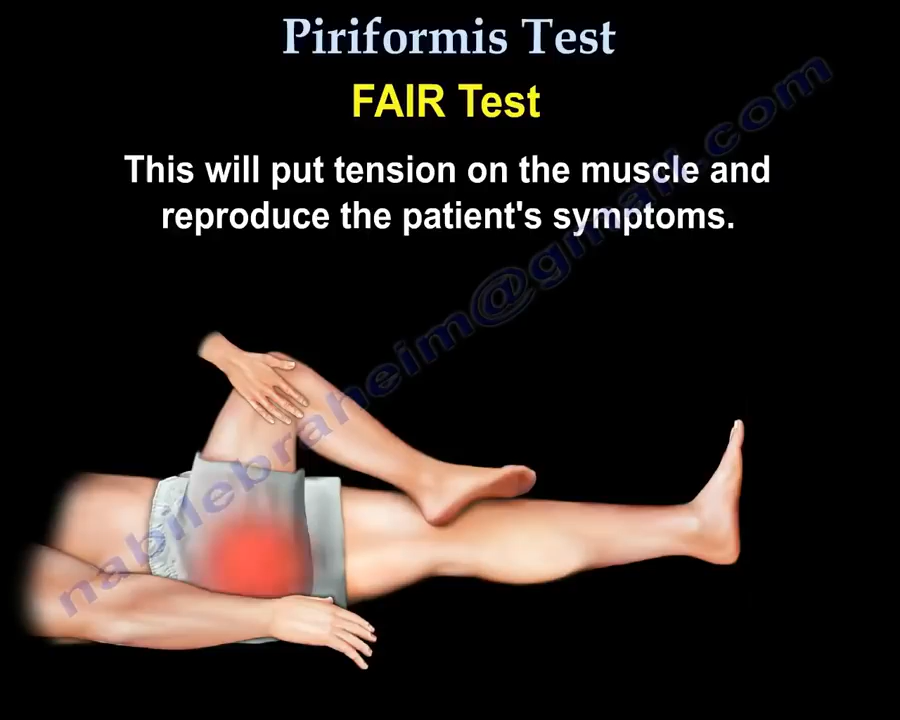 Piriformis Test
FAIR Test
This will put tension on the muscle and
reproduce the patient's symptoms.
nabilebraheim@gmail.com